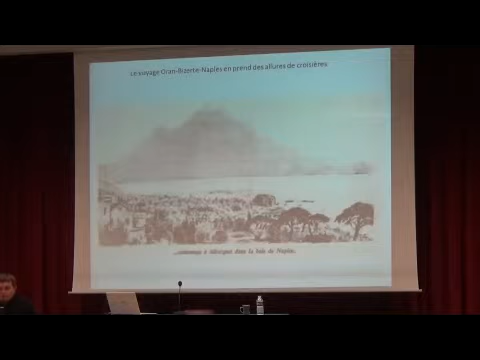 Le voyage Oran-Bizerte-Naples en prend des allures de croisières
dans la baie de Naples.